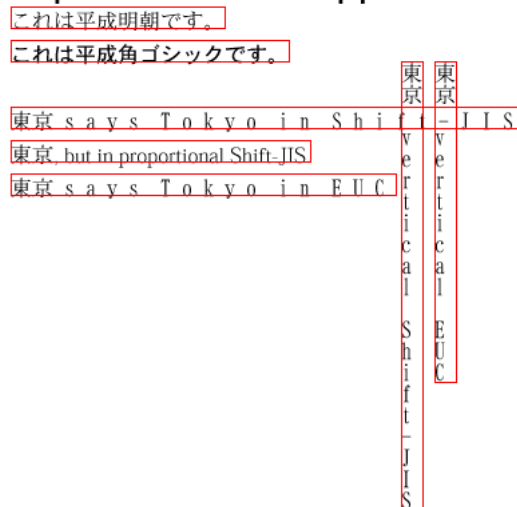 これは平成明朝です。
これは平成角ゴシックです。
東京 says Tokyo in Shift-JIS
東京, but in proportional Shift-JIS
東京 says Tokyo in EUC
東京 vertical Shift-JIS
東京 vertical EUC